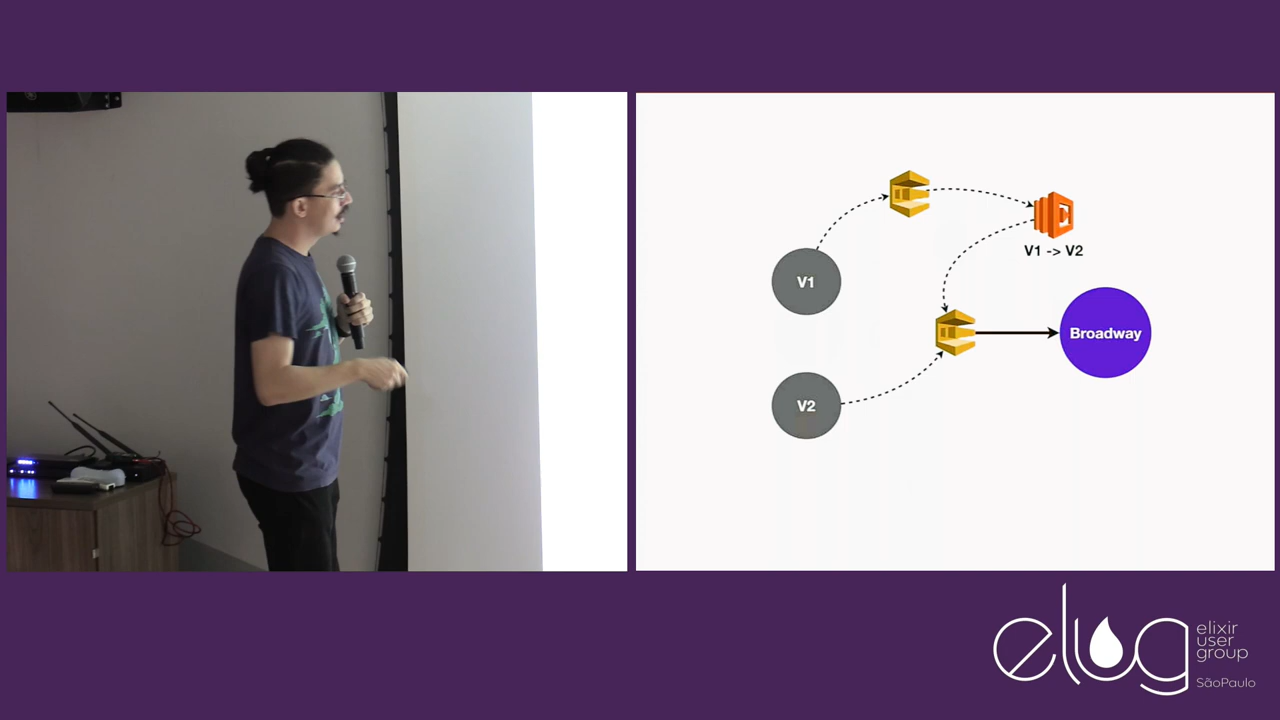 V1
V1 -> V2
Broadway
V2
elug
elixir
user
group
SãoPaulo